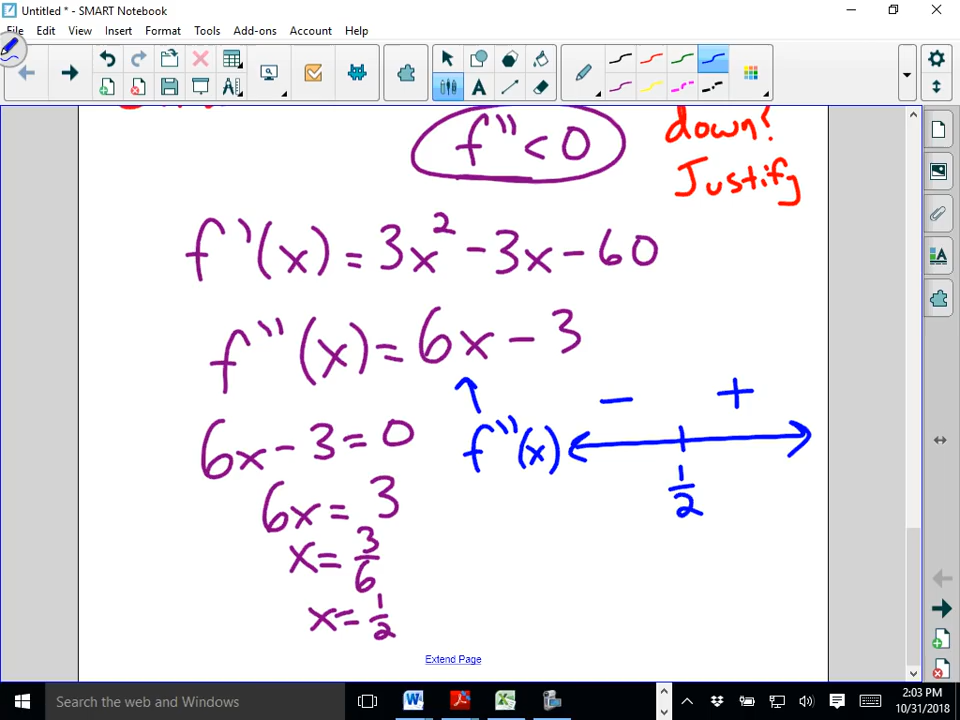 Untitled * - SMART Notebook
File Edit View Insert Format Tools Add-ons Account Help
f''<0
down?
Justify
f'(x)=3x²-3x-60
f''(x)=6x-3
6x-3=0
f''(x)
- +
1/2
6x=3
x=3/6
x=1/2
Extend Page
Search the web and Windows
2:03 PM
10/31/2018